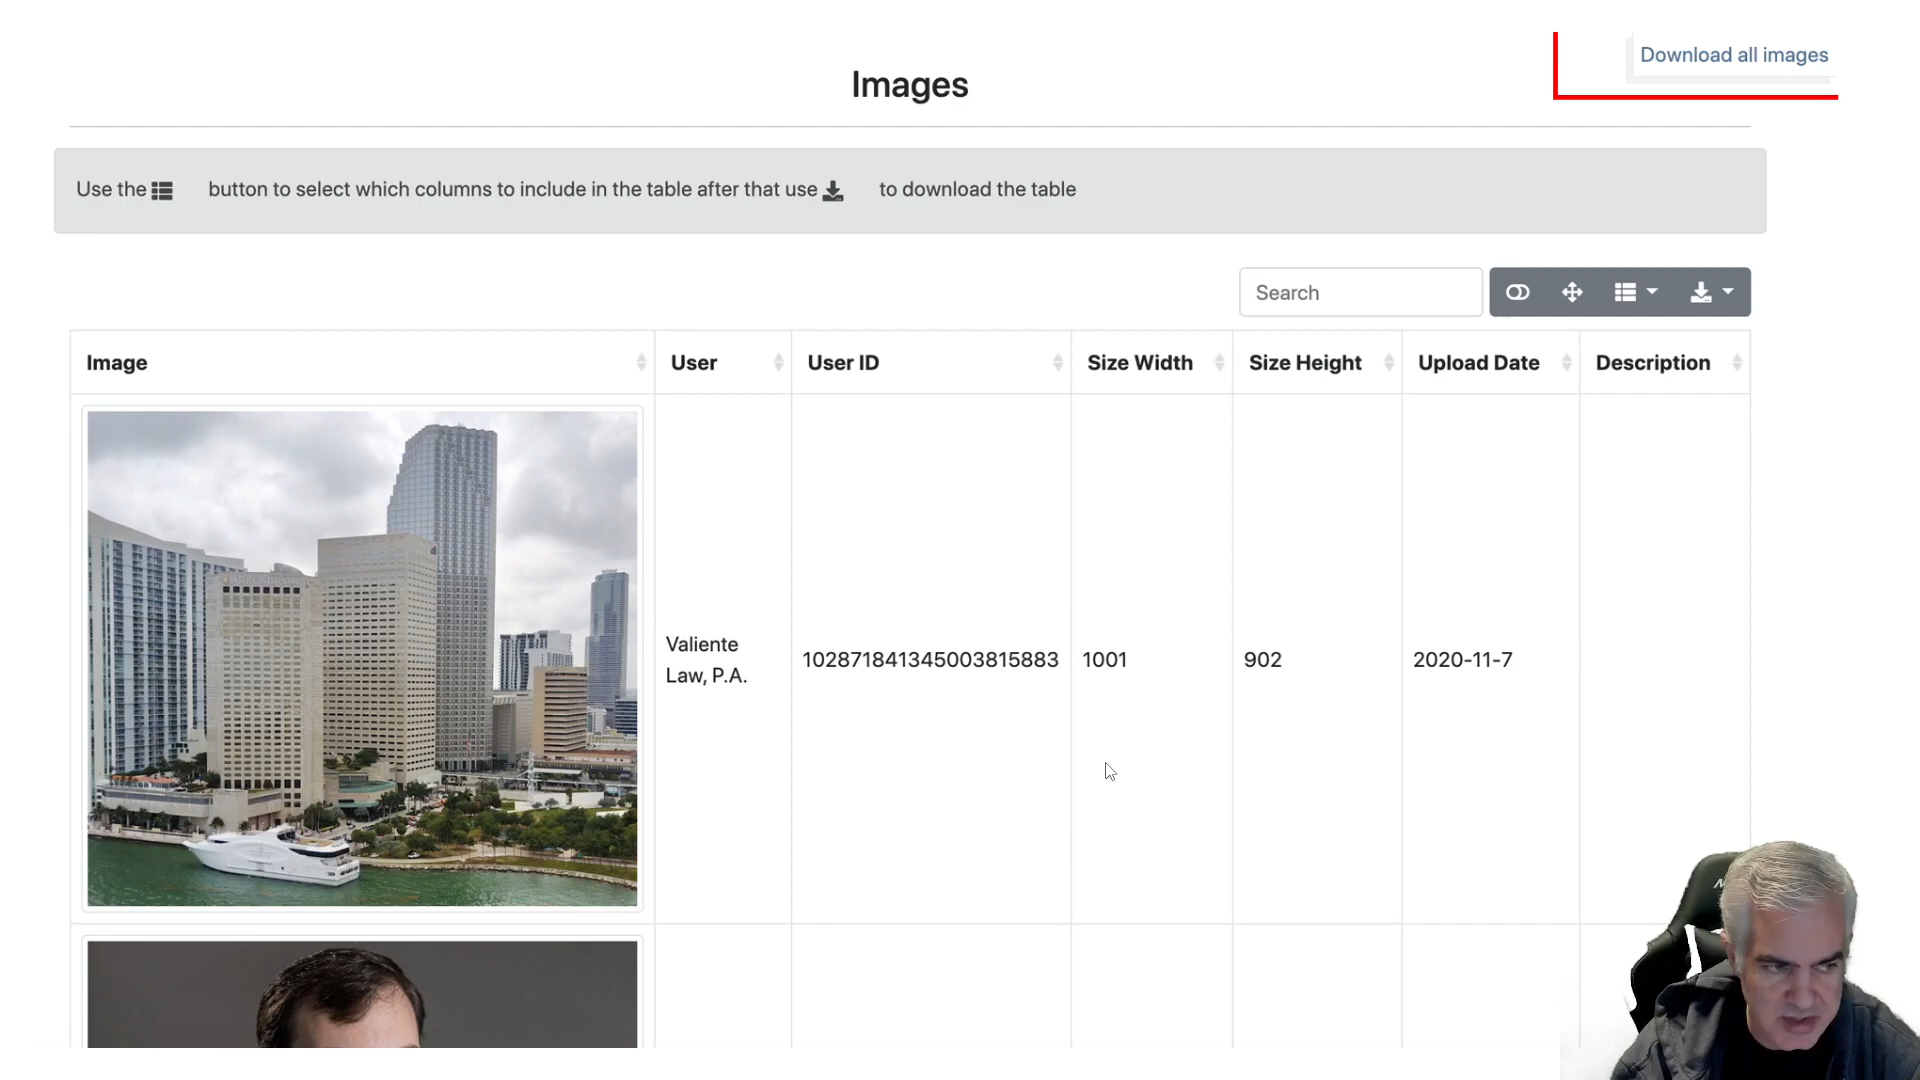 Download all images
Images
Use the button to select which columns to include in the table after that use to download the table
Search
Image User User ID Size Width Size Height Upload Date Description
Valiente
Law, P.A.
102871841345003815883 1001 902 2020-11-7